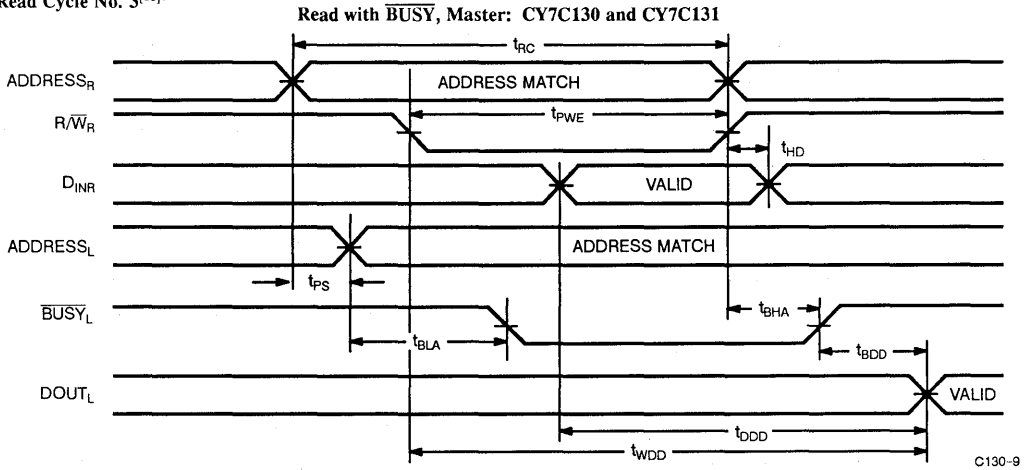 Read Cycle No. 3
Read with BUSY, Master: CY7C130 and CY7C131
tRC
ADDRESSR
ADDRESS MATCH
R/WR
tPWE
tHD
DINR
VALID
ADDRESSL
ADDRESS MATCH
tPS
BUSYL
tBHA
tBLA
tBDD
DOUTL
VALID
tDDD
tWDD
C130-9